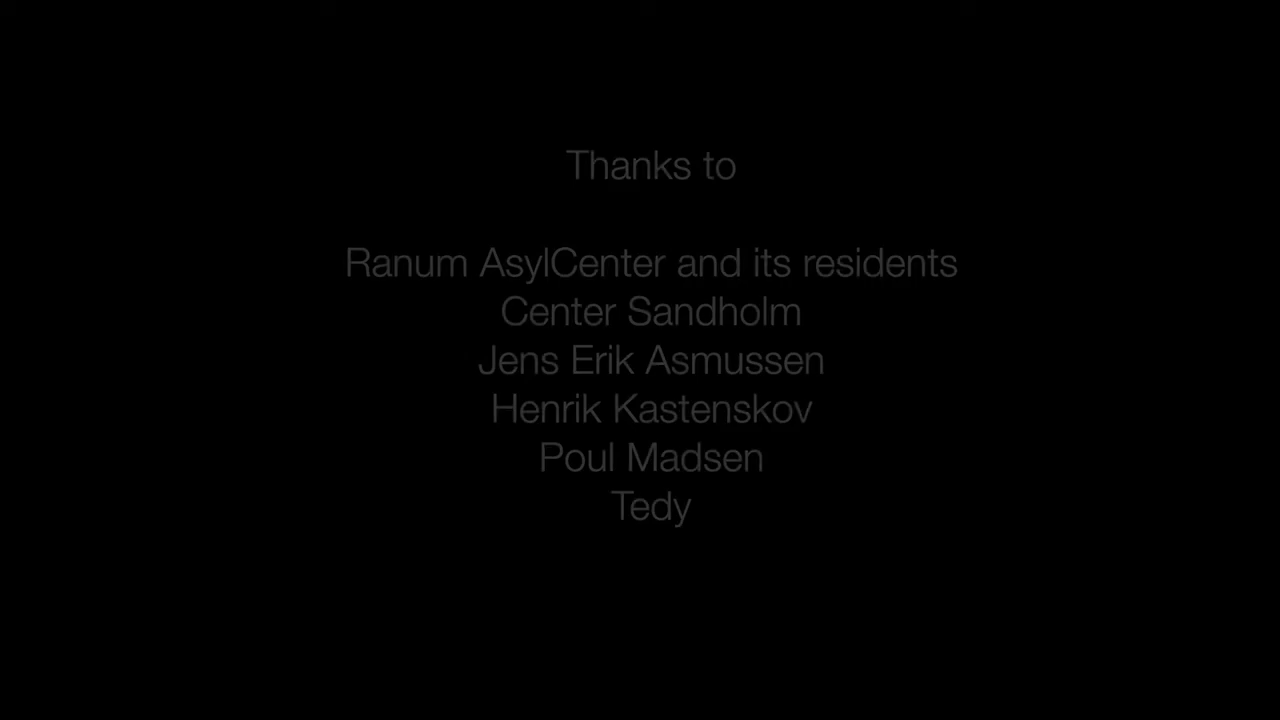 Thanks to
Ranum AsylCenter and its residents
Center Sandholm
Jens Erik Asmussen
Henrik Kastenskov
Poul Madsen
Tedy